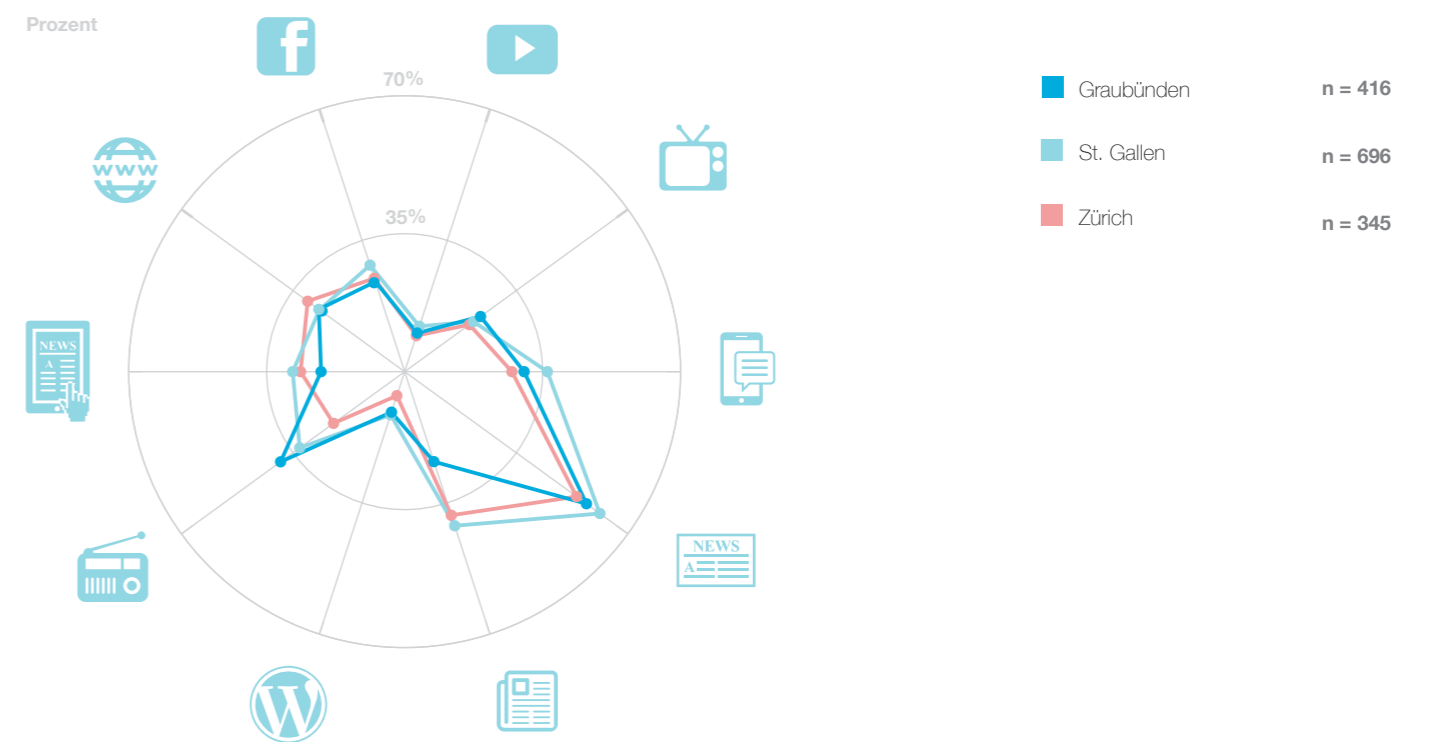 Prozent
70%
35%
www
NEWS
A
NEWS
A
Graubünden n = 416
St. Gallen n = 696
Zürich n = 345